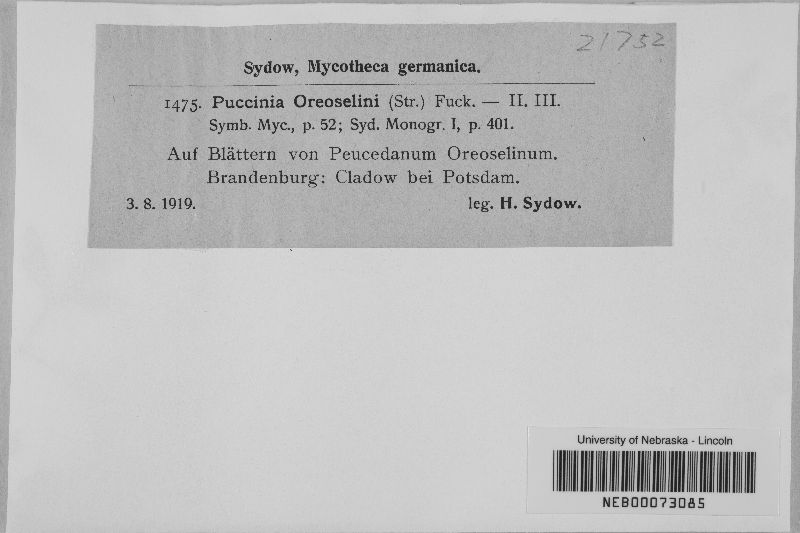 21752
Sydow, Mycotheca germanica.
1475. Puccinia Oreoselini (Str.) Fuck. — II. III.
Symb. Myc., p. 52; Syd. Monogr. I, p. 401.
Auf Blättern von Peucedanum Oreoselinum.
Brandenburg: Cladow bei Potsdam.
3. 8. 1919. leg. H. Sydow.
University of Nebraska - Lincoln
NEB00073085